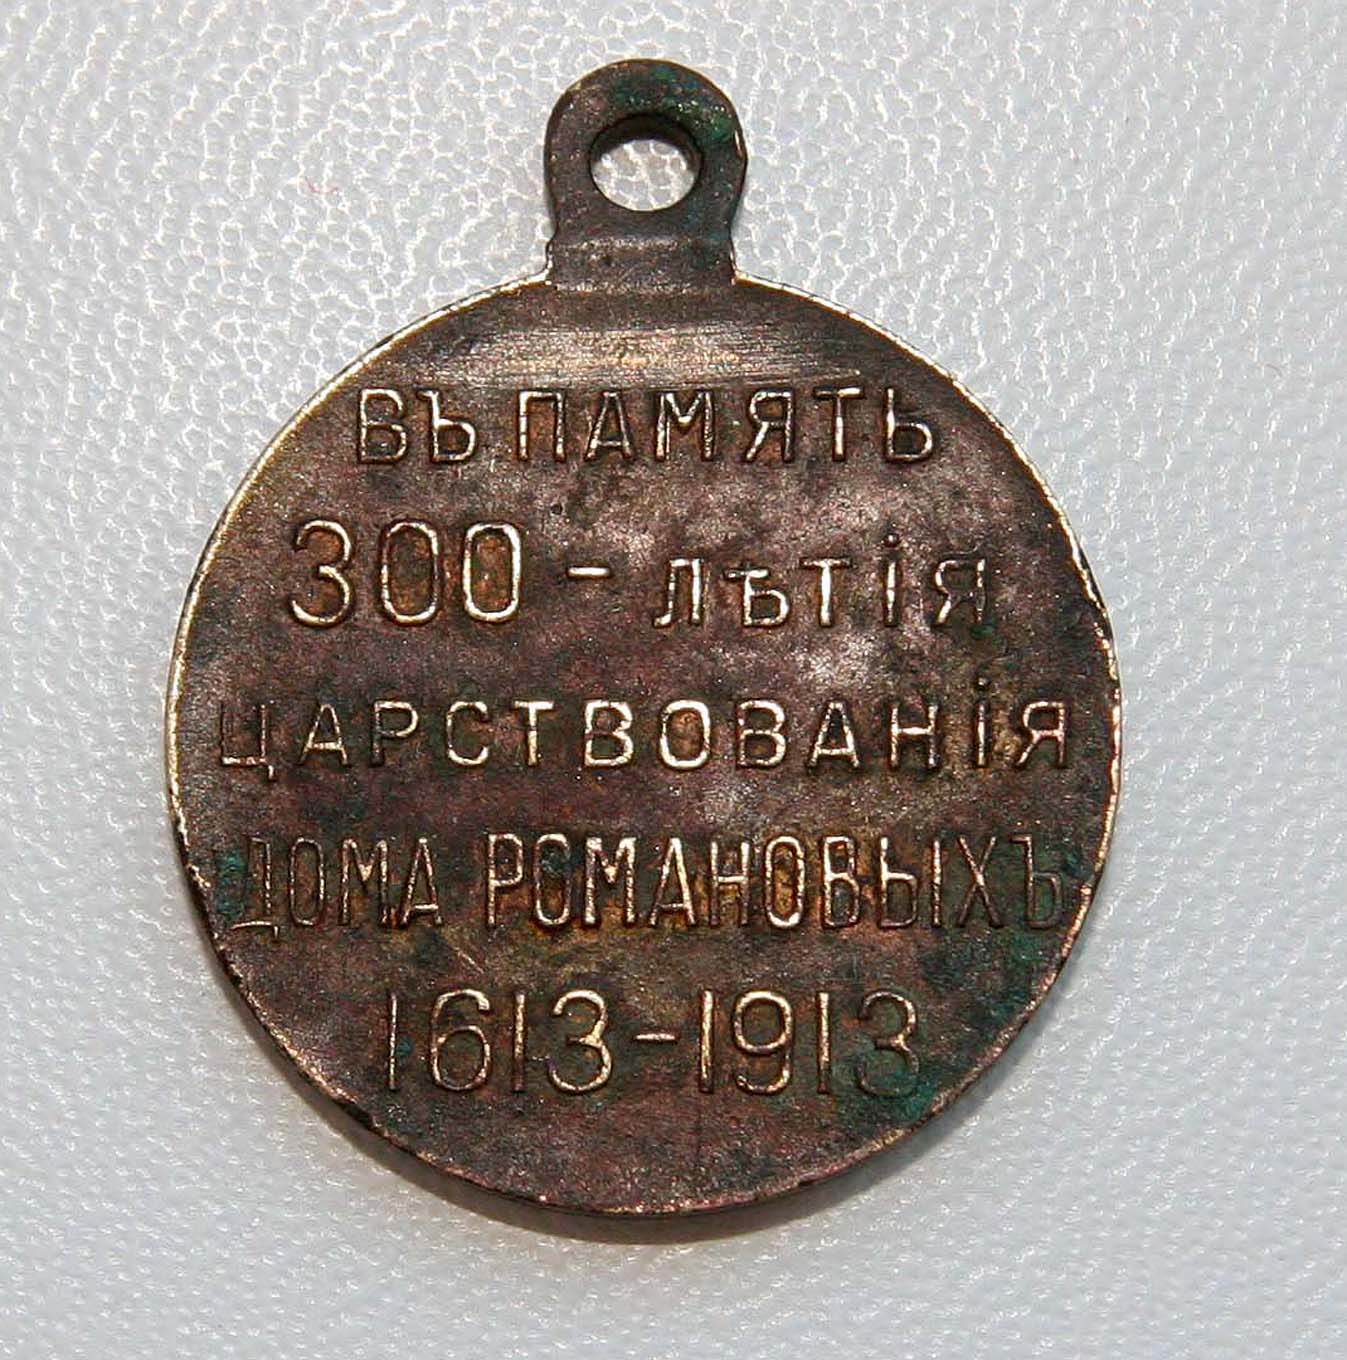 ВЪ ПАМЯТЬ
300 - лѣтія
ЦАРСТВОВАНІЯ
ДОМА РОМАНОВЫХЪ
1613-1913